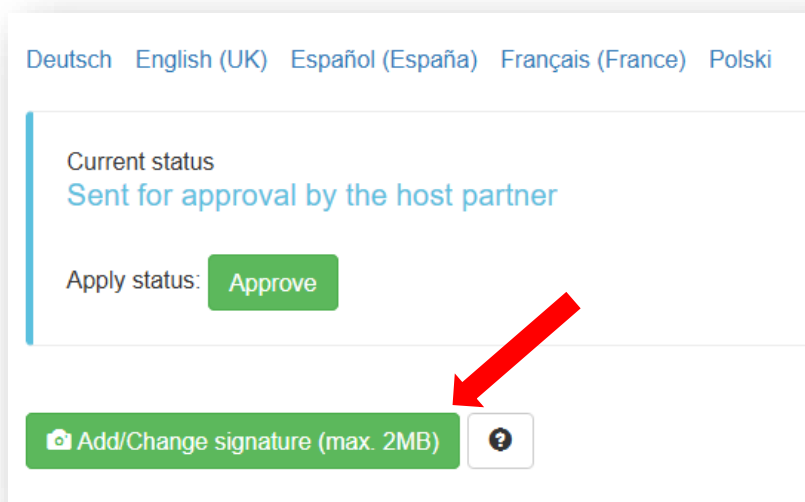 Deutsch English (UK) Español (España) Français (France) Polski
Current status
Sent for approval by the host partner
Apply status: Approve
Add/Change signature (max. 2MB) ?